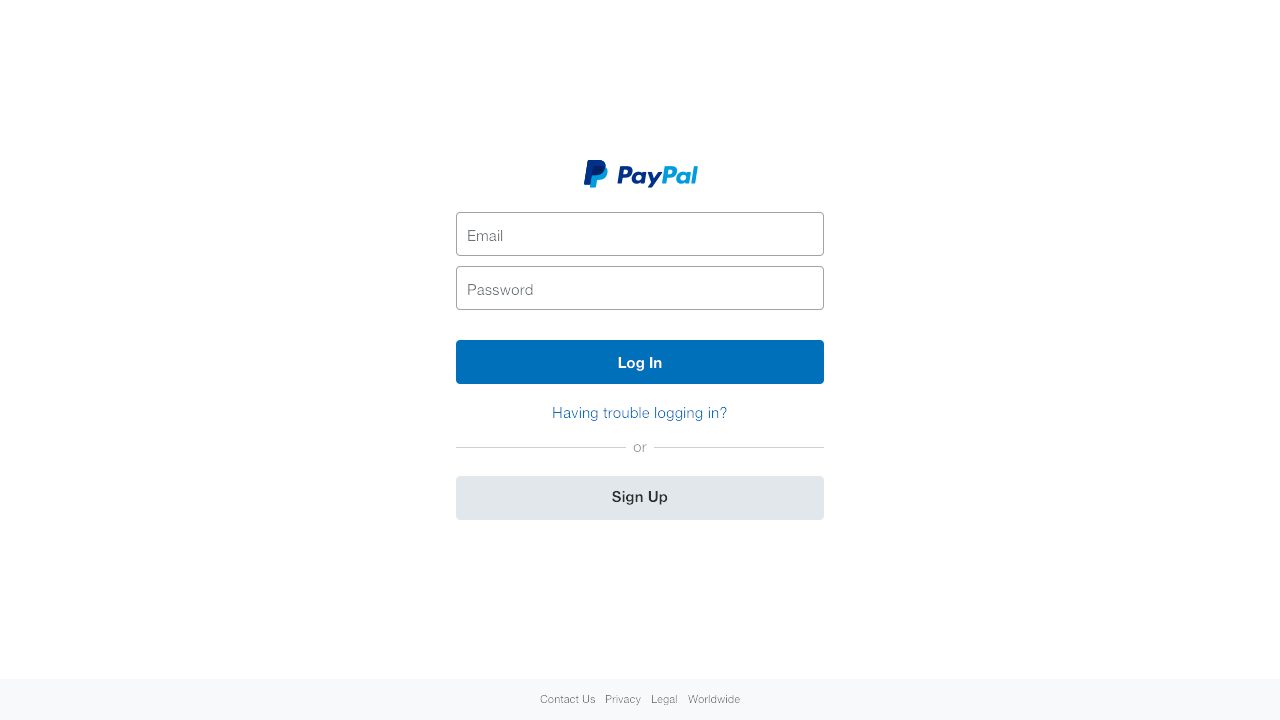 PayPal
Email
Password
Log In
Having trouble logging in?
or
Sign Up
Contact Us Privacy Legal Worldwide